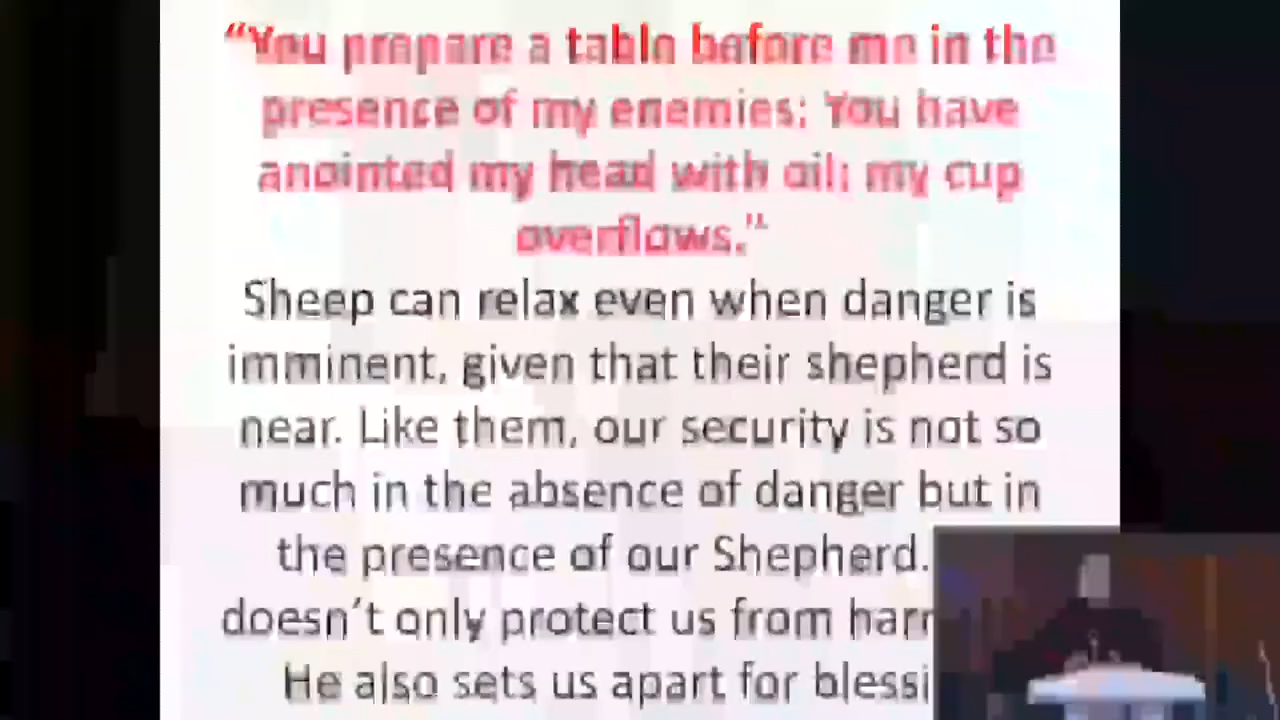 “You prepare a table before me in the
presence of my enemies; You have
anointed my head with oil; my cup
overflows."
Sheep can relax even when danger is
imminent, given that their shepherd is
near. Like them, our security is not so
much in the absence of danger but in
the presence of our Shepherd.
doesn’t only protect us from
He also sets us apart for